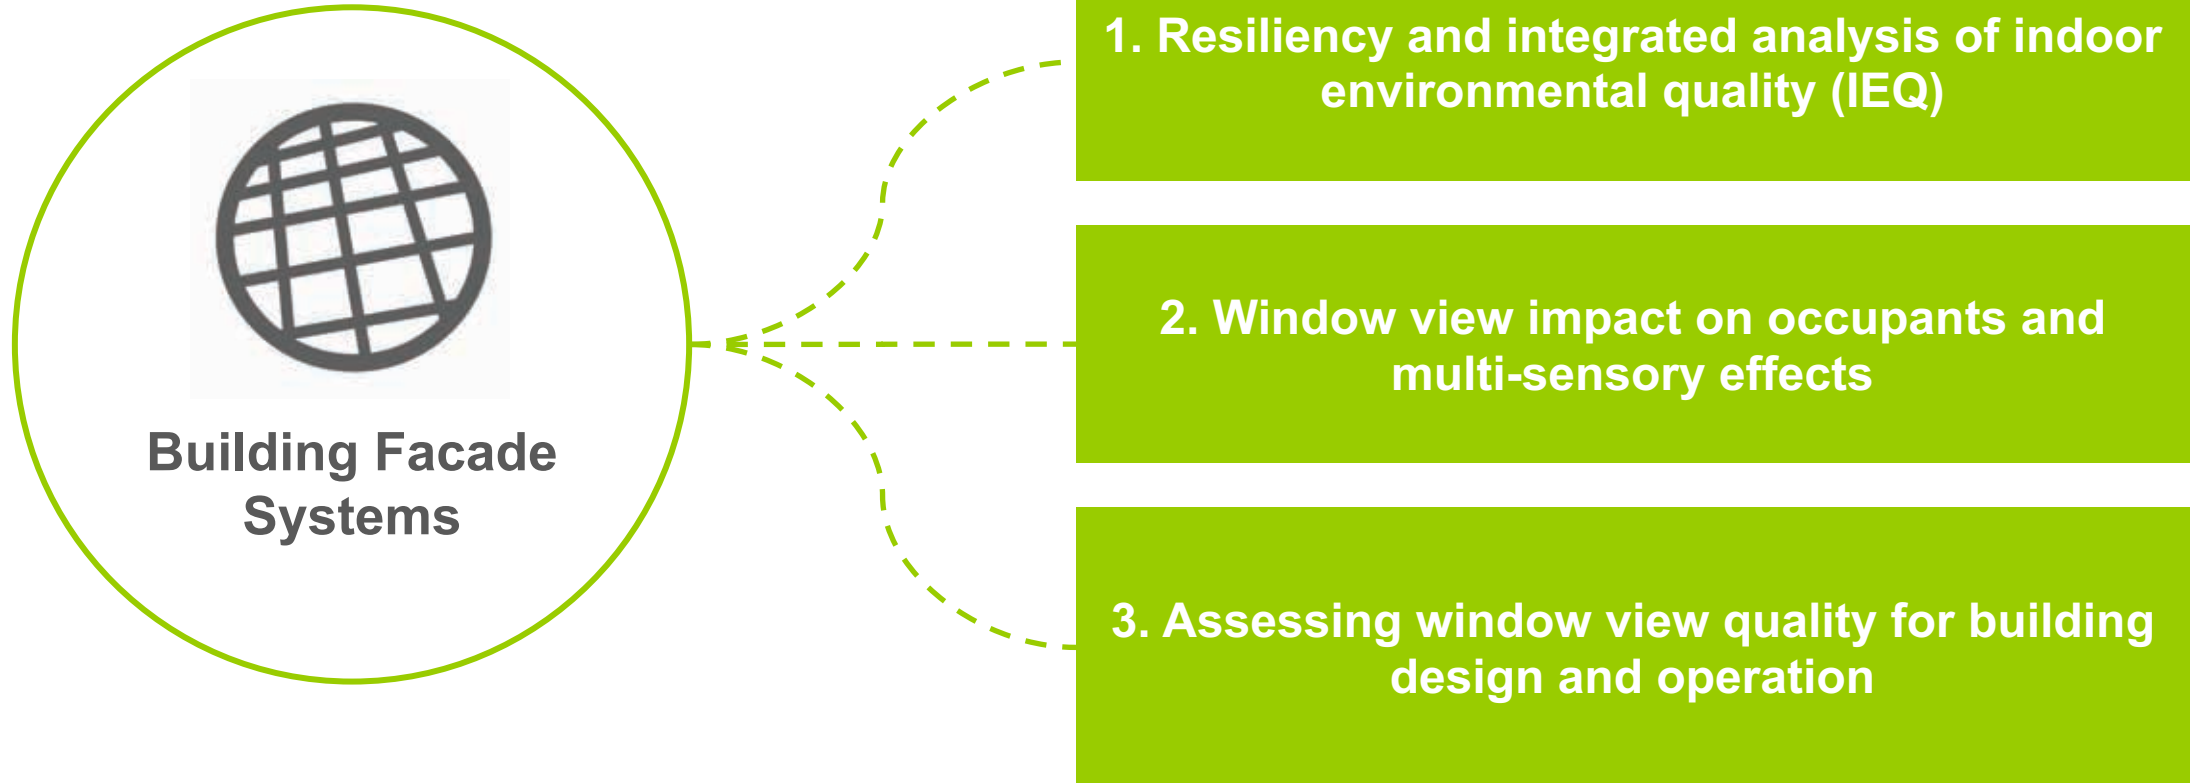 Building Facade
Systems
1. Resiliency and integrated analysis of indoor
environmental quality (IEQ)
2. Window view impact on occupants and
multi-sensory effects
3. Assessing window view quality for building
design and operation